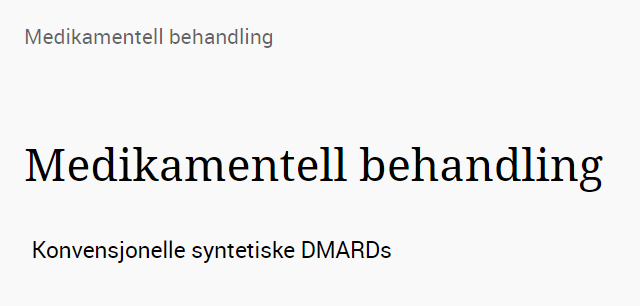 Medikamentell behandling
Medikamentell behandling
Konvensjonelle syntetiske DMARDs